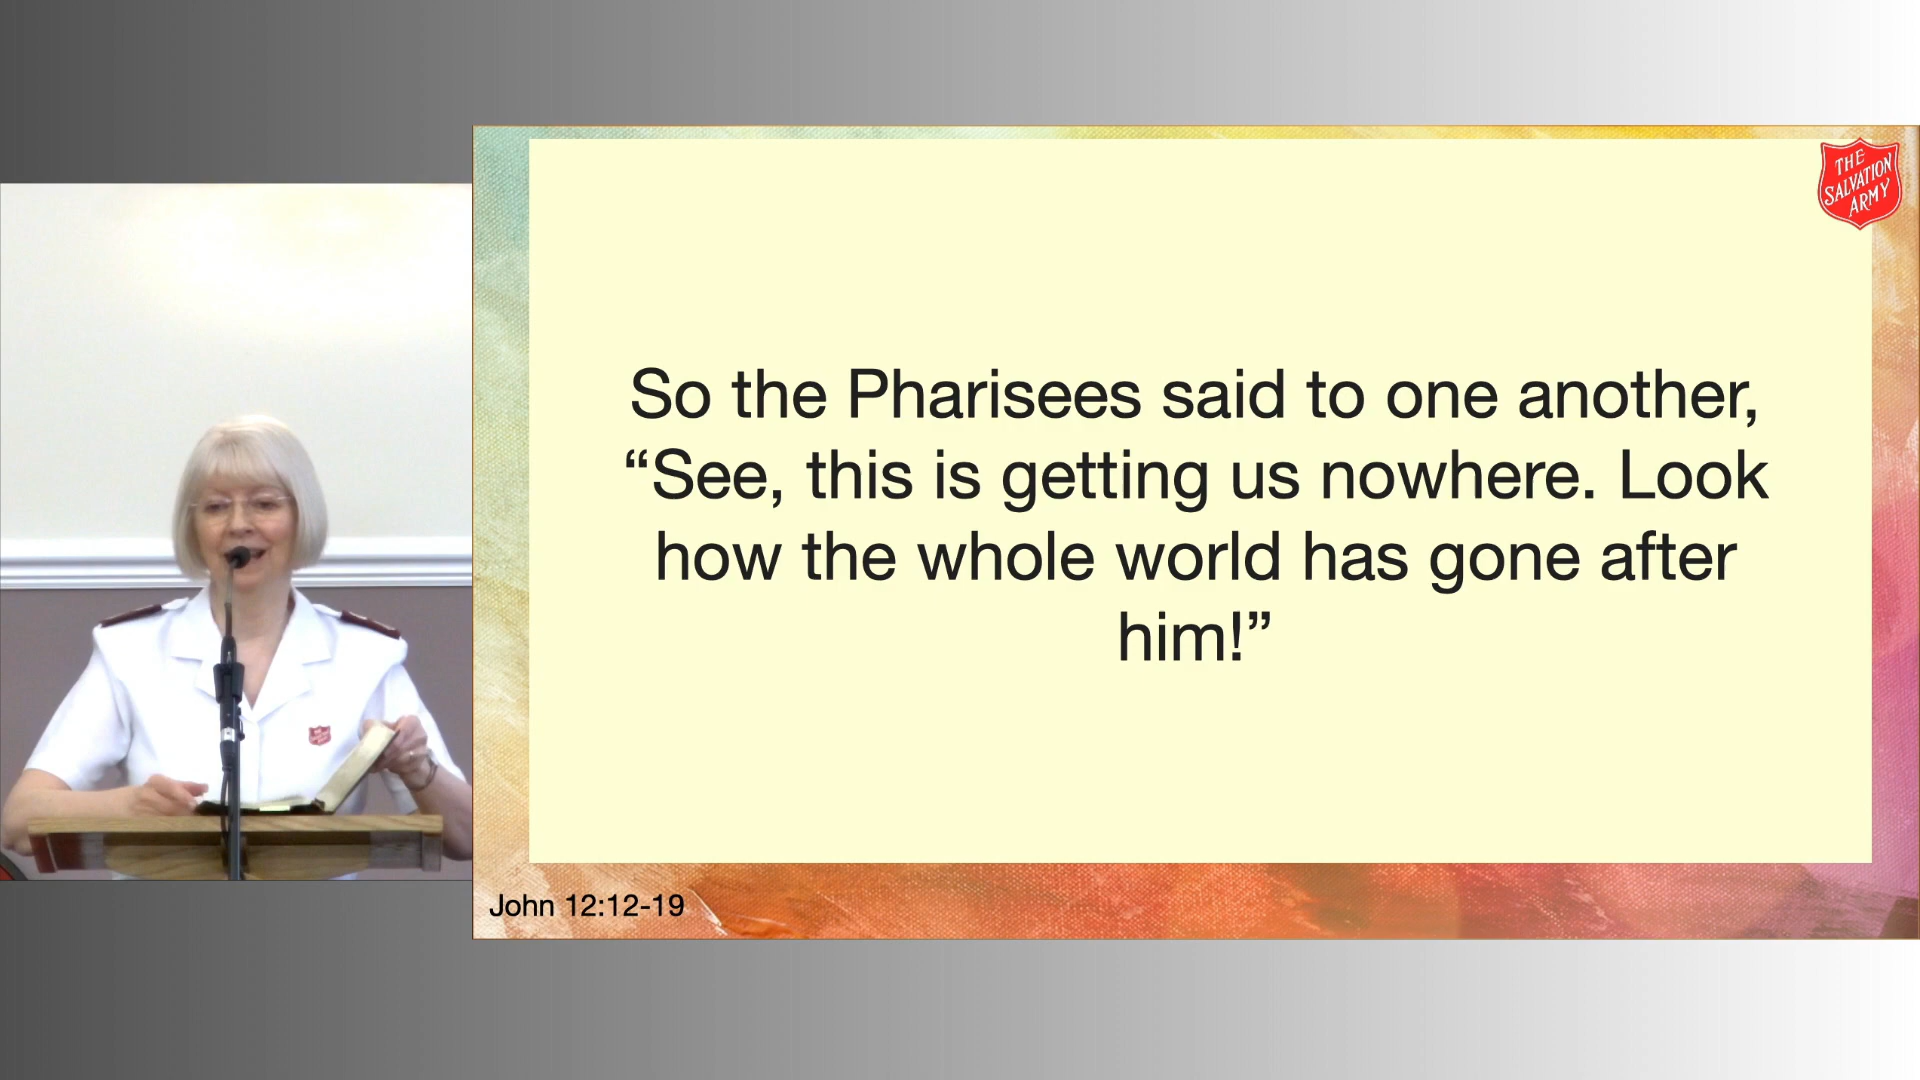 THE
SALVATION
ARMY
So the Pharisees said to one another,
“See, this is getting us nowhere. Look
how the whole world has gone after
him!”
John 12:12-19